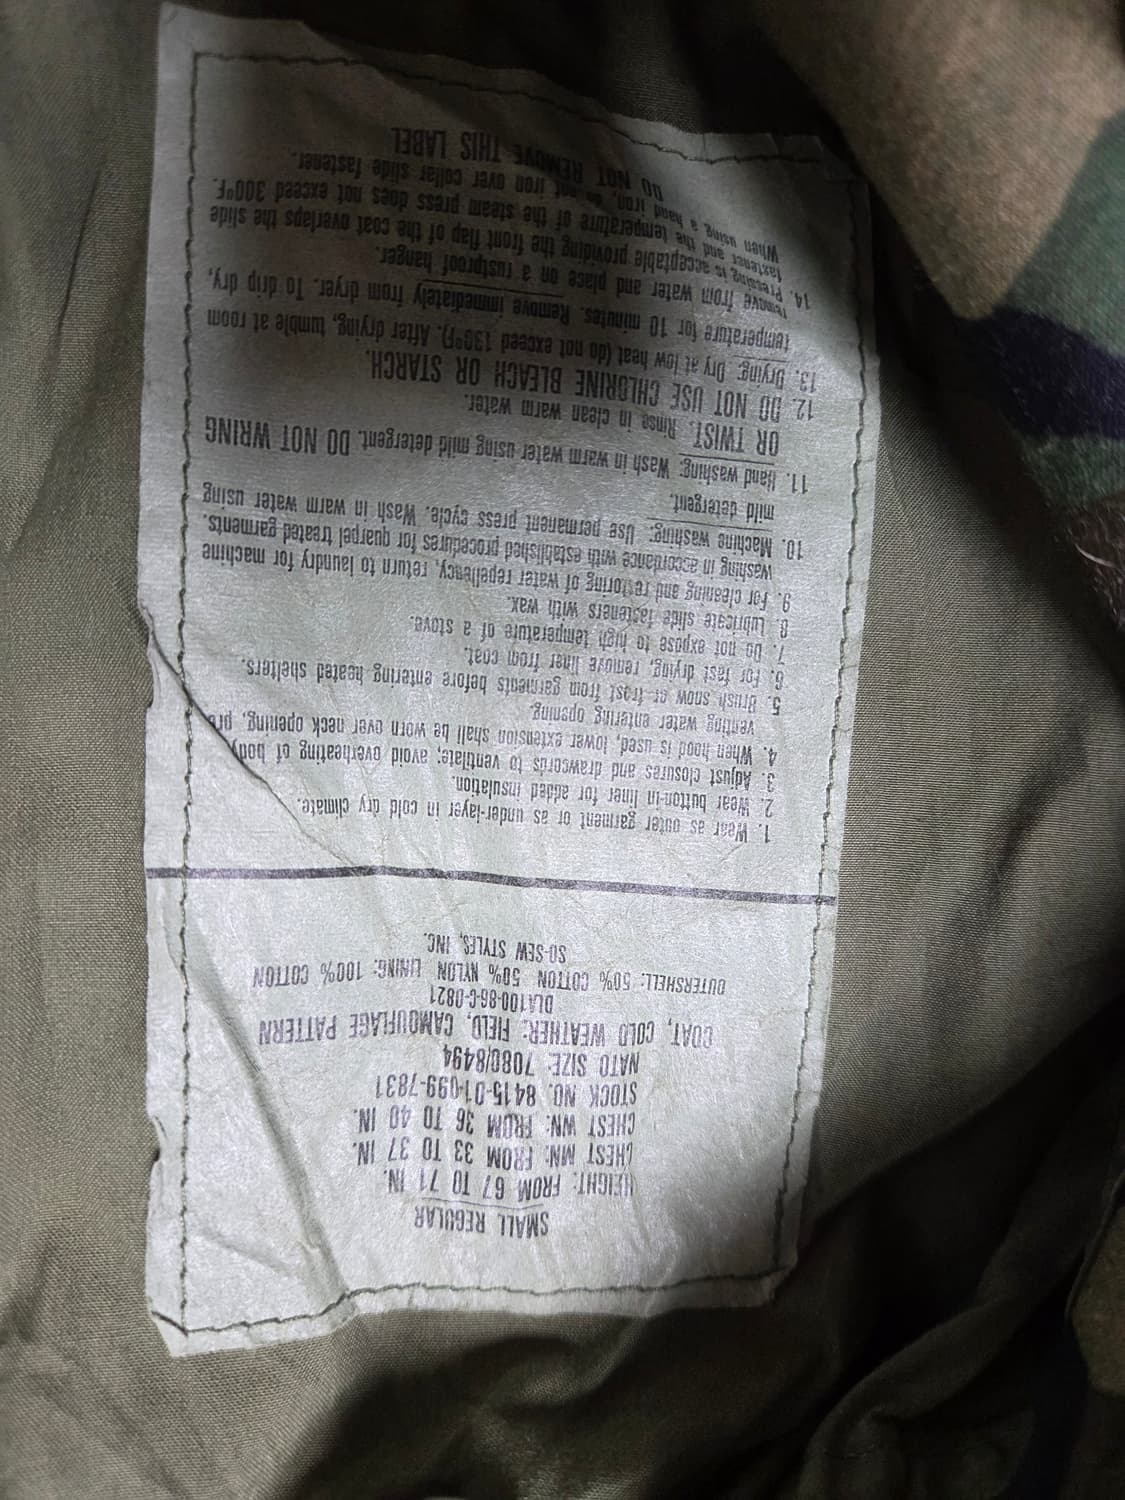 SMALL REGULAR
HEIGHT: FROM 67 TO 71 IN.
CHEST MN: FROM 33 TO 37 IN.
CHEST WN: FROM 36 TO 40 IN.
STOCK NO. 8415-01-099-7831
NATO SIZE: 7080/8494
COAT, COLD WEATHER: FIELD, CAMOUFLAGE PATTERN
DLA100-86-C-0821
OUTERSHELL: 50% COTTON 50% NYLON LINING: 100% COTTON
SO-SEW STYLES, INC.
1. Wear as outer garment or as under-layer in cold dry climate.
2. Wear button-in liner for added insulation.
3. Adjust closures and drawcords to ventilate; avoid overheating of body
4. When hood is used, lower extension shall be worn over neck opening, pre
venting water entering opening.
5. Brush snow or frost from garments before entering heated shelters.
6. For fast drying, remove liner from coat.
7. Do not expose to high temperature of a stove.
8. Lubricate slide fasteners with wax.
9. For cleaning and restoring of water repellency, return to laundry for machine
washing in accordance with established procedures for quarpel treated garments.
10. Machine washing: Use permanent press cycle. Wash in warm water using
mild detergent.
11. Hand washing: Wash in warm water using mild detergent. DO NOT WRING
OR TWIST. Rinse in clean warm water.
12. DO NOT USE CHLORINE BLEACH OR STARCH.
13. Drying: Dry at low heat (do not exceed 130°F). After drying, tumble at room
temperature for 10 minutes. Remove immediately from dryer. To drip dry,
remove from water and place on a rustproof hanger.
14. Pressing is acceptable providing the front flap of the coat overlaps the slide
fastener and the temperature of the steam press does not exceed 300°F.
When using a hand iron, do not iron over collar slide fastener.
DO NOT REMOVE THIS LABEL